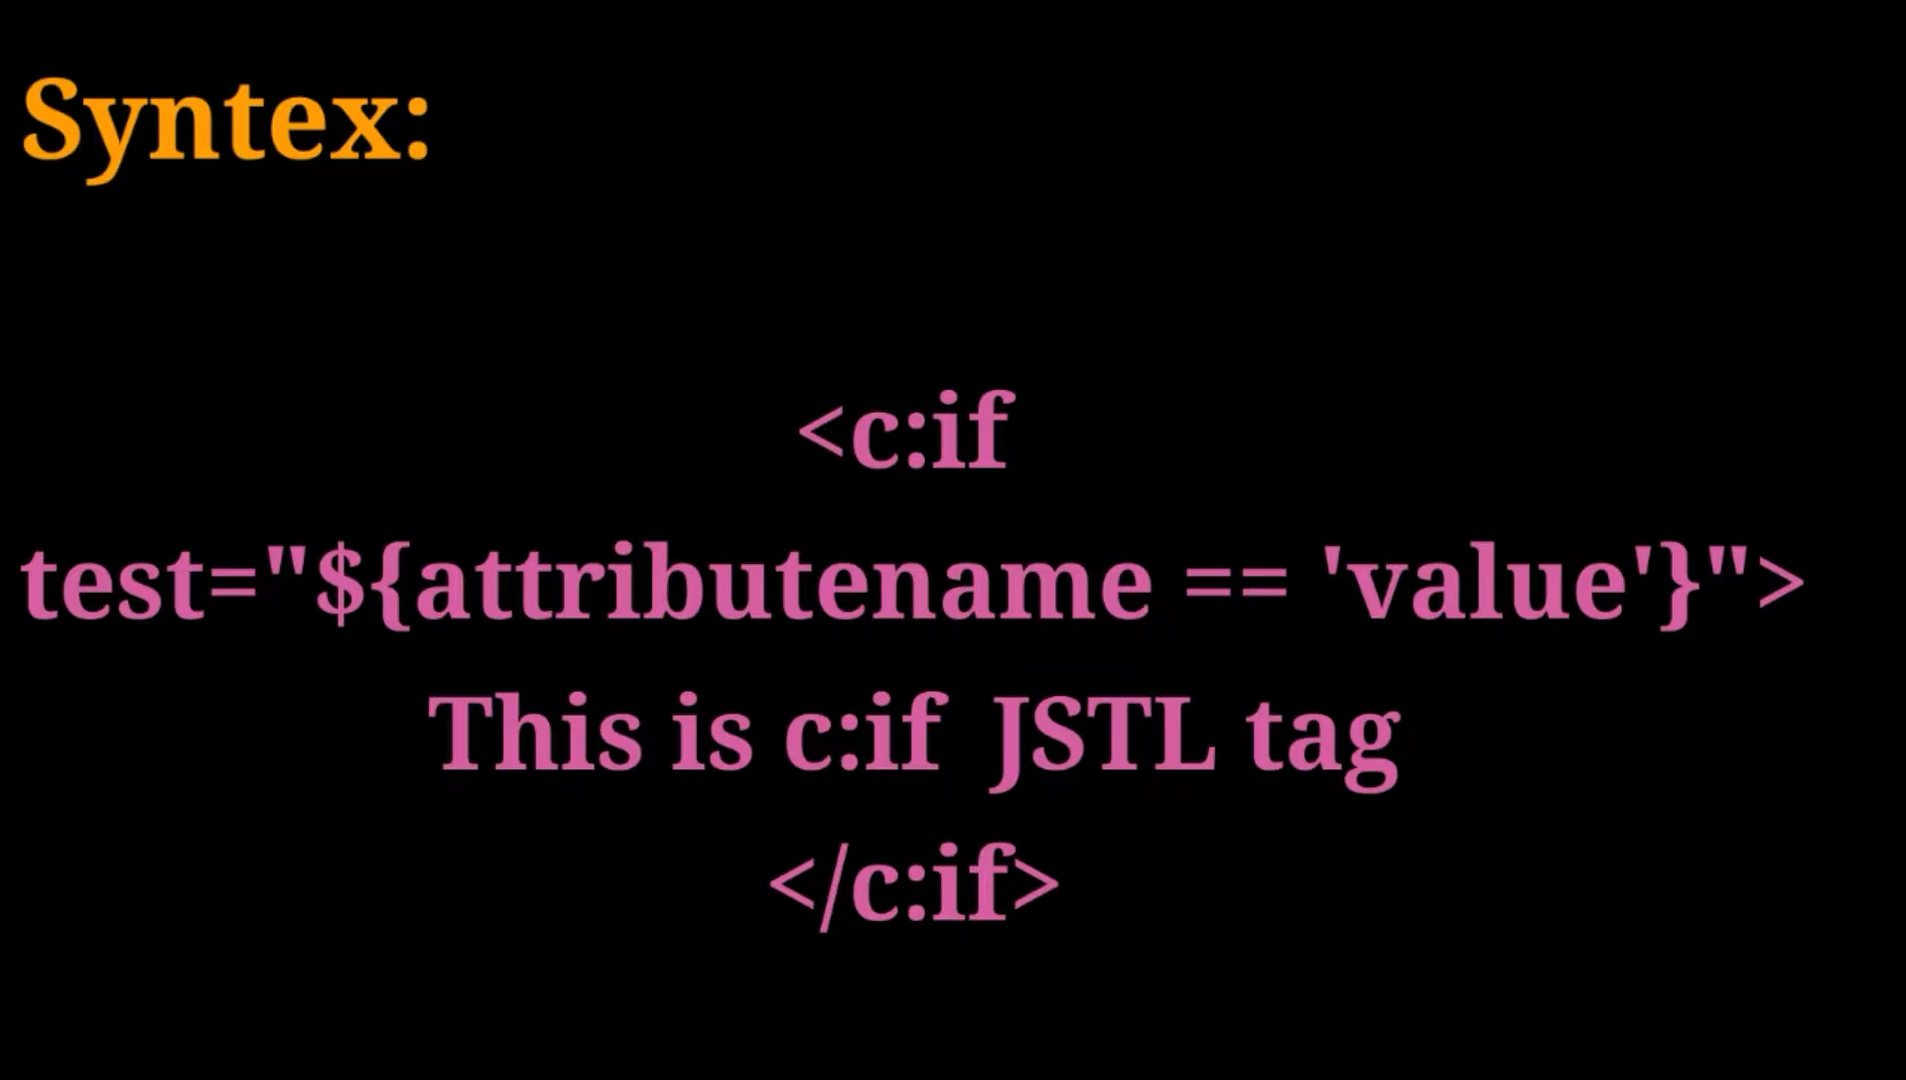 Syntex:
<c:if
test="${attributename == 'value'}">
This is c:if  JSTL tag
</c:if>